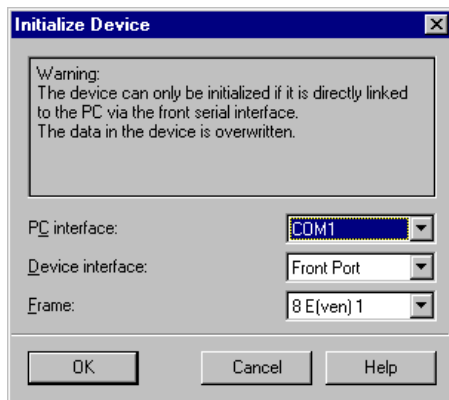 Initialize Device
Warning:
The device can only be initialized if it is directly linked
to the PC via the front serial interface.
The data in the device is overwritten.
PC interface: COM1
Device interface: Front Port
Frame: 8 E(ven) 1
OK Cancel Help